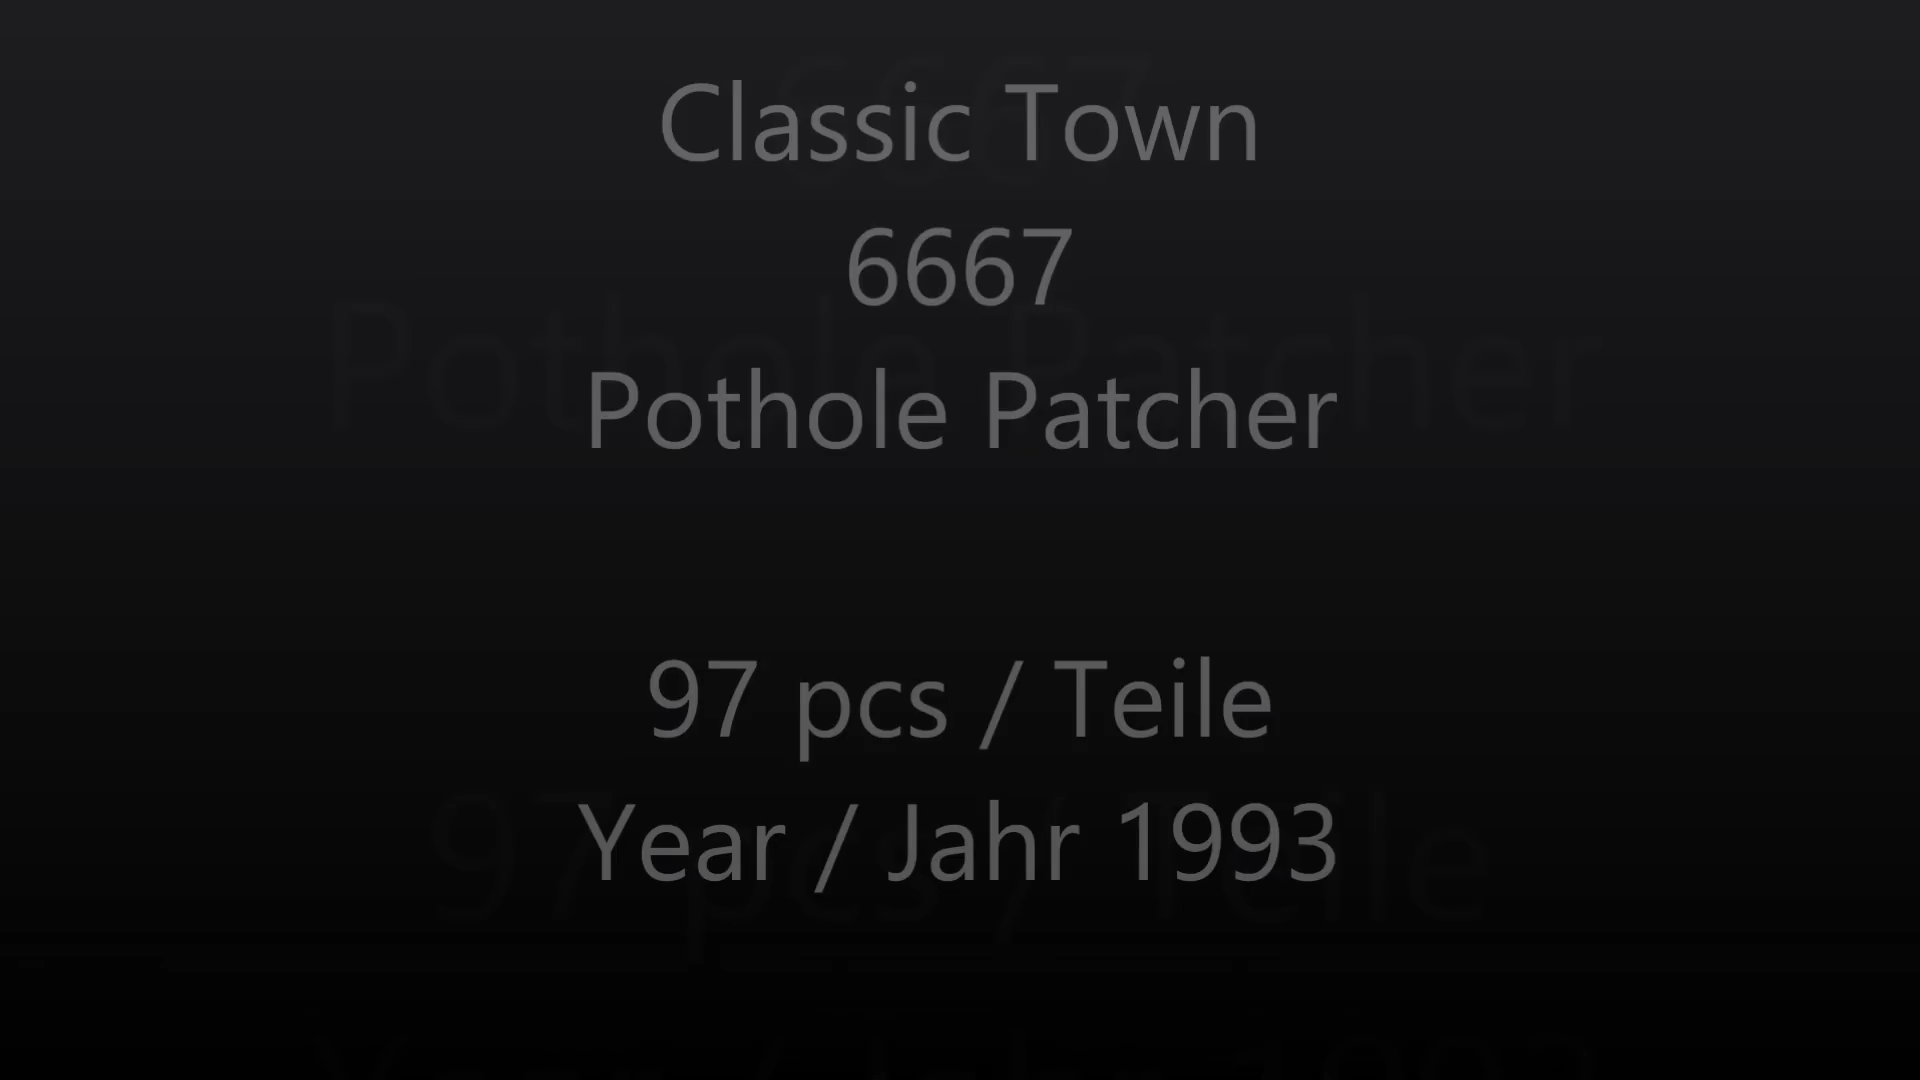 Classic Town
6667
Pothole Patcher
97 pcs / Teile
Year / Jahr 1993